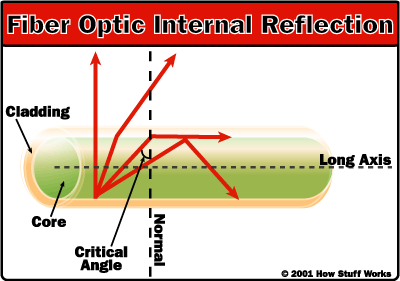 Fiber Optic Internal Reflection
Cladding
Long Axis
Core
Critical
Angle
Normal
© 2001 How Stuff Works